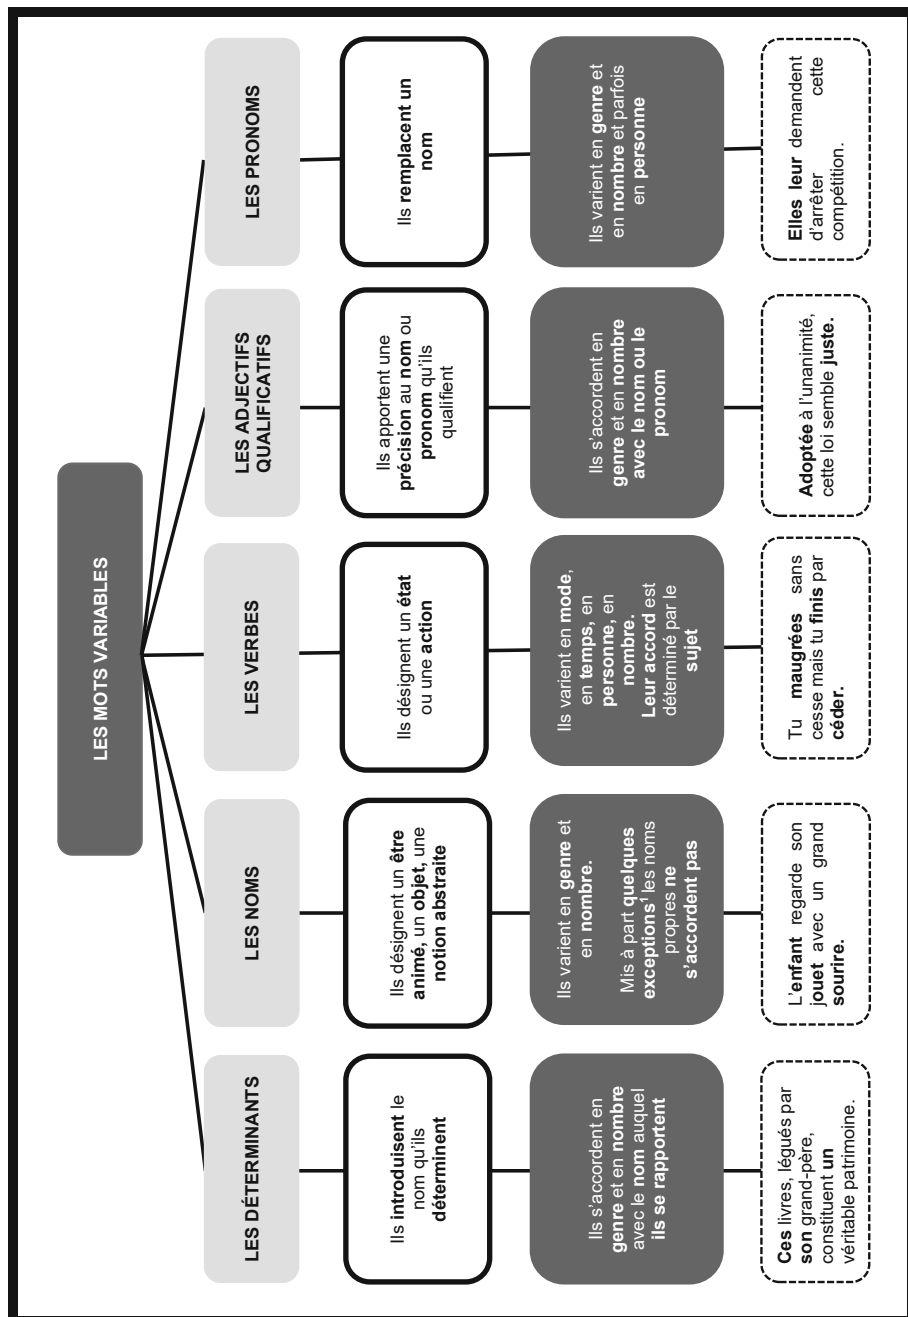 LES MOTS VARIABLES
LES DÉTERMINANTS
LES NOMS
LES VERBES
LES ADJECTIFS
QUALIFICATIFS
LES PRONOMS
Ils introduisent le
nom qu'ils
déterminent
Ils désignent un être
animé, un objet, une
notion abstraite
Ils désignent un état
ou une action
Ils apportent une
précision au nom ou
pronom qu'ils
qualifient
Ils remplacent un
nom
Ils s'accordent en
genre et en nombre
avec le nom auquel
ils se rapportent
Ils varient en genre et
en nombre.
Mis à part quelques
exceptions¹ les noms
propres ne
s'accordent pas
Ils varient en mode,
en temps, en
personne, en
nombre.
Leur accord est
déterminé par le
sujet
Ils s'accordent en
genre et en nombre
avec le nom ou le
pronom
Ils varient en genre et
en nombre et parfois
en personne
Ces livres, légués par
son grand-père,
constituent un
véritable patrimoine.
L'enfant regarde son
jouet avec un grand
sourire.
Tu maugrées sans
cesse mais tu finis par
céder.
Adoptée à l'unanimité,
cette loi semble juste.
Elles leur demandent
d'arrêter cette
compétition.